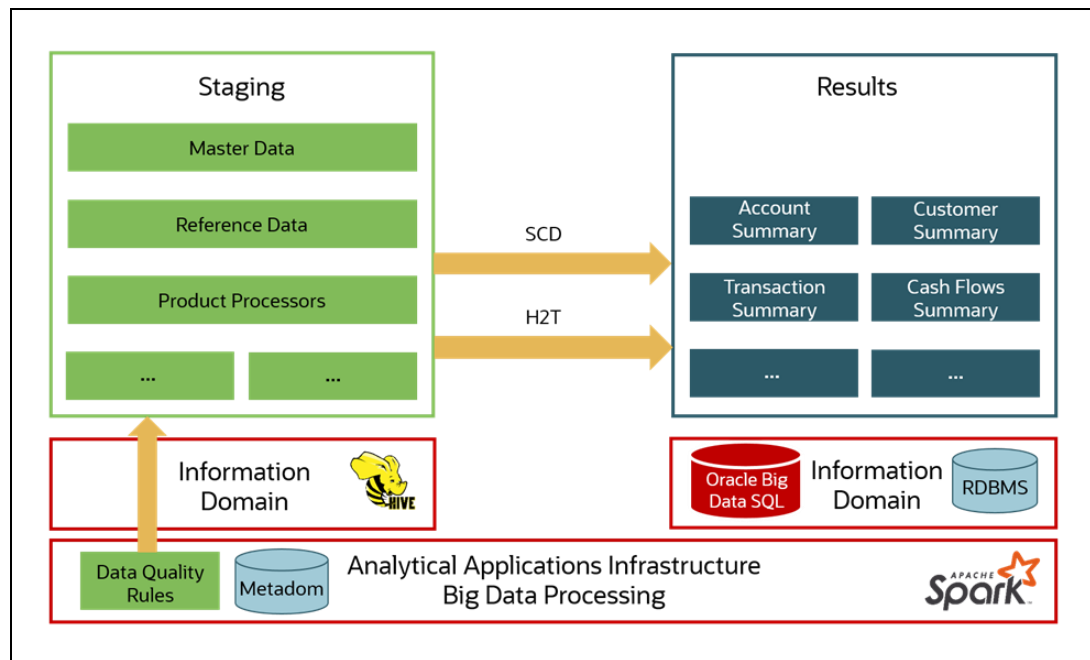 Staging
Master Data
Reference Data
Product Processors
...
...
SCD
H2T
Results
Account
Summary
Customer
Summary
Transaction
Summary
Cash Flows
Summary
...
...
Information
Domain
HIVE
Oracle Big
Data SQL
Information
Domain
RDBMS
Data Quality
Rules
Metadom
Analytical Applications Infrastructure
Big Data Processing
APACHE
Spark™